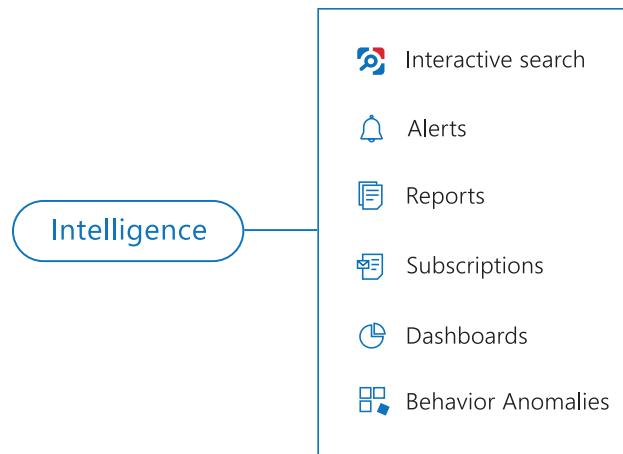 Interactive search
Alerts
Reports
Intelligence
Subscriptions
Dashboards
Behavior Anomalies